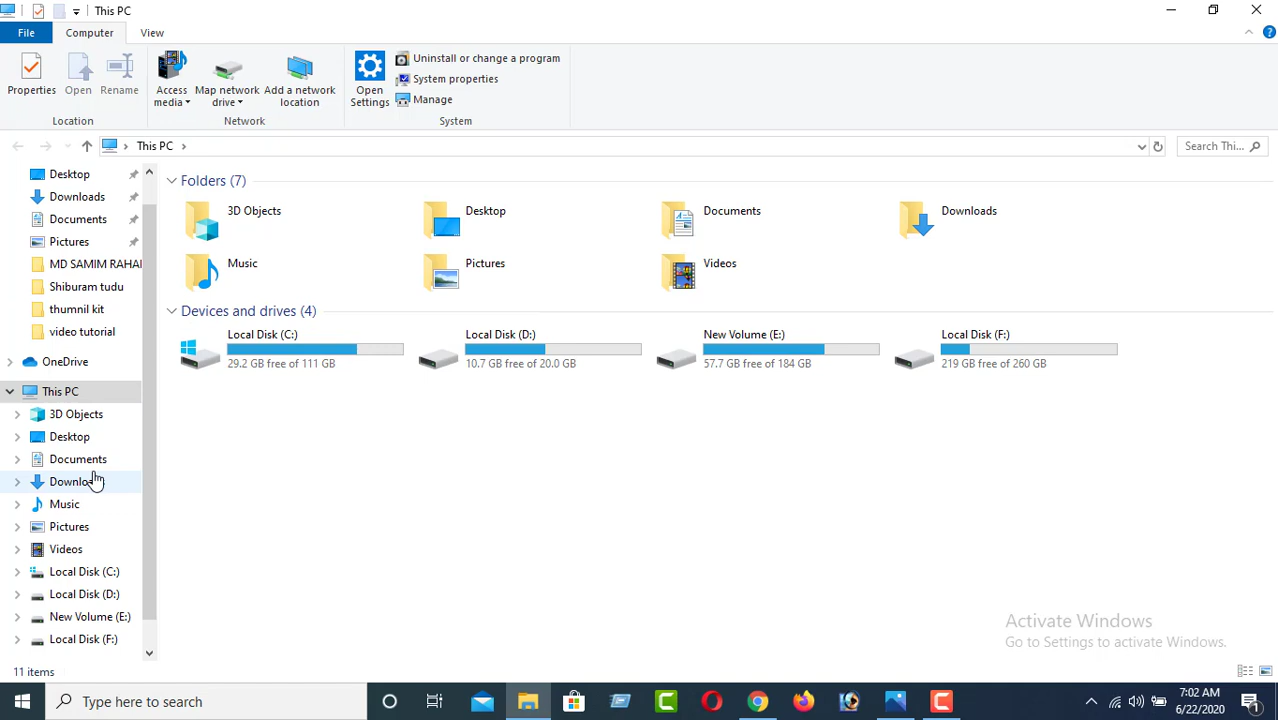 This PC
File
Computer
View
Properties
Open
Rename
Access media
Map network drive
Add a network location
Open Settings
Uninstall or change a program
System properties
Manage
Location
Network
System
This PC
Search Thi...
Desktop
Downloads
Documents
Pictures
MD SAMIM RAHA
Shiburam tudu
thumnil kit
video tutorial
OneDrive
This PC
3D Objects
Desktop
Documents
Music
Pictures
Videos
Local Disk (C:)
Local Disk (D:)
New Volume (E:)
Local Disk (F:)
Folders (7)
3D Objects
Desktop
Documents
Downloads
Music
Pictures
Videos
Devices and drives (4)
Local Disk (C:)
29.2 GB free of 111 GB
Local Disk (D:)
10.7 GB free of 20.0 GB
New Volume (E:)
57.7 GB free of 184 GB
Local Disk (F:)
219 GB free of 260 GB
Activate Windows
Go to Settings to activate Windows.
11 items
Type here to search
7:02 AM
6/22/2020
1